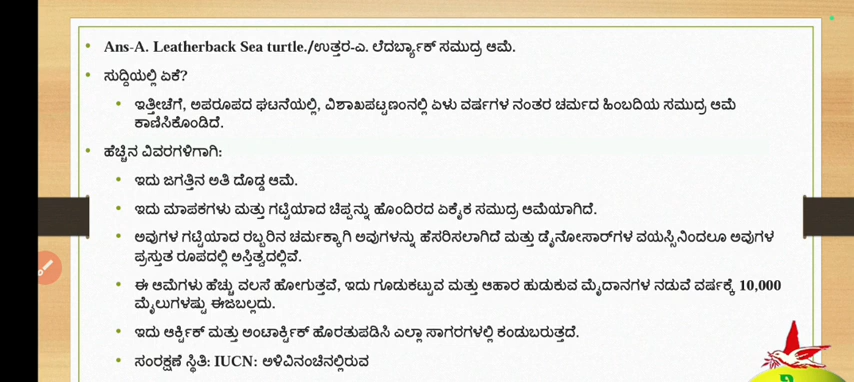 Ans-A. Leatherback Sea turtle./ಉತ್ತರ-ಎ. ಲೆದರ್ಬ್ಯಾಕ್ ಸಮುದ್ರ ಆಮೆ.
ಸುದ್ದಿಯಲ್ಲಿ ಏಕೆ?
ಇತ್ತೀಚೆಗೆ, ಅಪರೂಪದ ಘಟನೆಯಲ್ಲಿ, ವಿಶಾಖಪಟ್ಟಣಂನಲ್ಲಿ ಏಳು ವರ್ಷಗಳ ನಂತರ ಚರ್ಮದ ಹಿಂಬದಿಯ ಸಮುದ್ರ ಆಮೆ
ಕಾಣಿಸಿಕೊಂಡಿದೆ.
ಹೆಚ್ಚಿನ ವಿವರಗಳಿಗಾಗಿ:
ಇದು ಜಗತ್ತಿನ ಅತಿ ದೊಡ್ಡ ಆಮೆ.
ಇದು ಮಾಪಕಗಳು ಮತ್ತು ಗಟ್ಟಿಯಾದ ಚಿಪ್ಪನ್ನು ಹೊಂದಿರದ ಏಕೈಕ ಸಮುದ್ರ ಆಮೆಯಾಗಿದೆ.
ಅವುಗಳ ಗಟ್ಟಿಯಾದ ರಬ್ಬರಿನ ಚರ್ಮಕ್ಕಾಗಿ ಅವುಗಳನ್ನು ಹೆಸರಿಸಲಾಗಿದೆ ಮತ್ತು ಡೈನೋಸಾರ್‌ಗಳ ವಯಸ್ಸಿನಿಂದಲೂ ಅವುಗಳ
ಪ್ರಸ್ತುತ ರೂಪದಲ್ಲಿ ಅಸ್ತಿತ್ವದಲ್ಲಿವೆ.
ಈ ಆಮೆಗಳು ಹೆಚ್ಚು ವಲಸೆ ಹೋಗುತ್ತವೆ, ಇದು ಗೂಡುಕಟ್ಟುವ ಮತ್ತು ಆಹಾರ ಹುಡುಕುವ ಮೈದಾನಗಳ ನಡುವೆ ವರ್ಷಕ್ಕೆ 10,000
ಮೈಲುಗಳಷ್ಟು ಈಜಬಲ್ಲದು.
ಇದು ಆರ್ಕ್ಟಿಕ್ ಮತ್ತು ಅಂಟಾರ್ಕ್ಟಿಕ್ ಹೊರತುಪಡಿಸಿ ಎಲ್ಲಾ ಸಾಗರಗಳಲ್ಲಿ ಕಂಡುಬರುತ್ತದೆ.
ಸಂರಕ್ಷಣೆ ಸ್ಥಿತಿ: IUCN: ಅಳಿವಿನಂಚಿನಲ್ಲಿರುವ